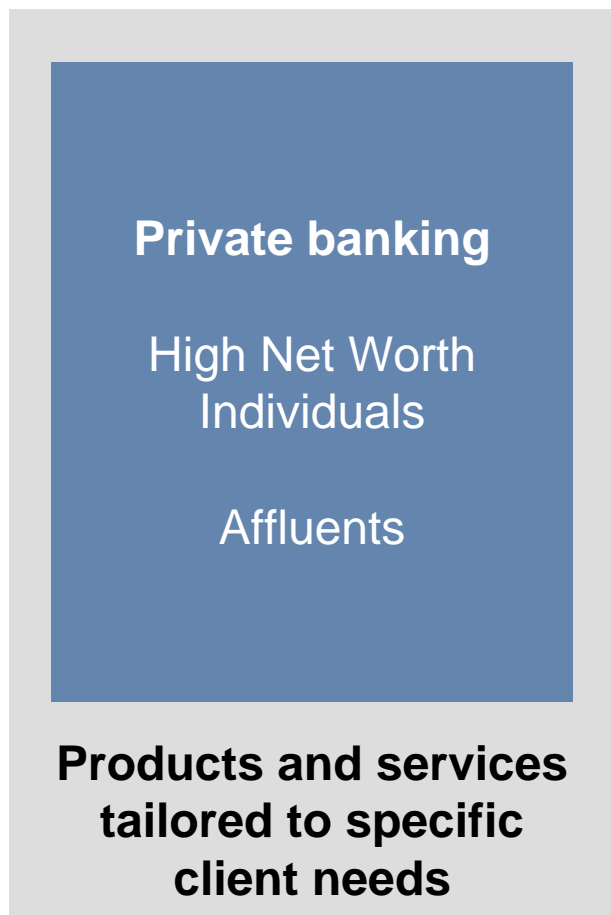 Private banking
High Net Worth
Individuals
Affluents
Products and services
tailored to specific
client needs